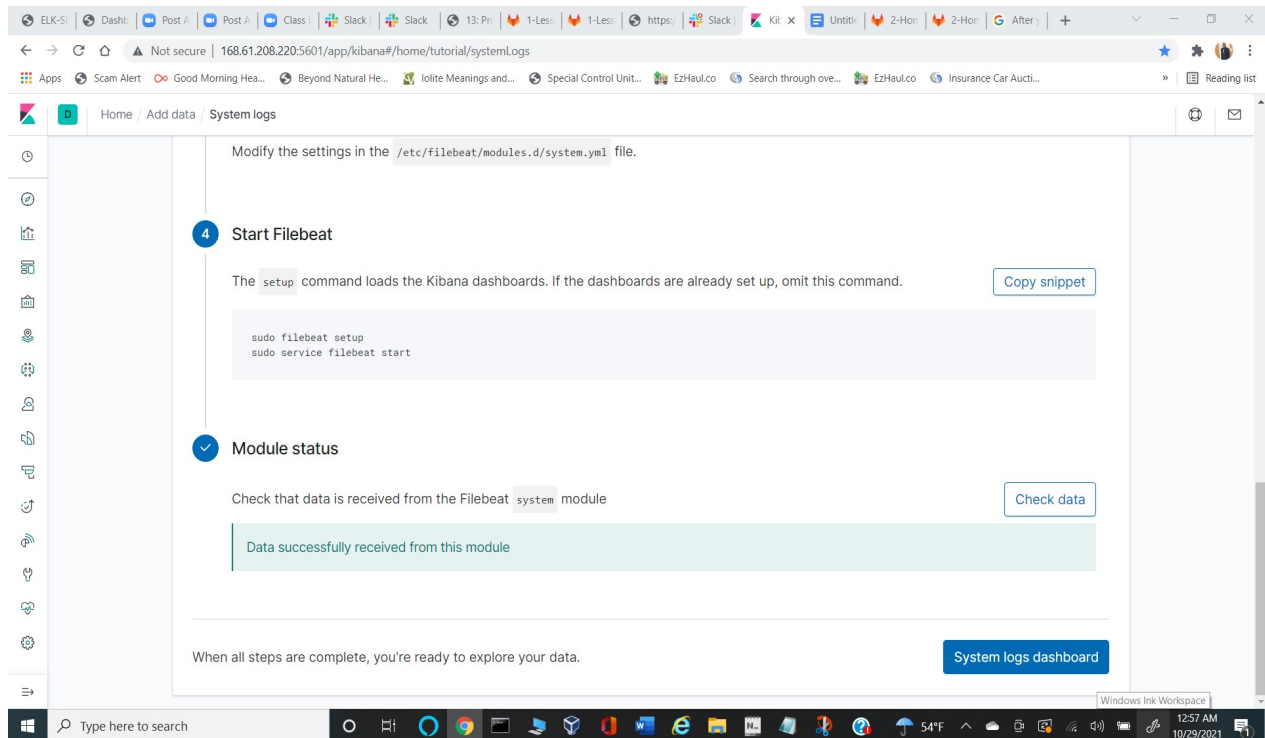 ELK-S
Dashb
Post A
Post A
Class
Slack
Slack
13: Pr
1-Less
1-Less
https:/
Slack
Kib
Untitle
2-Hon
2-Hon
After
Not secure | 168.61.208.220:5601/app/kibana#/home/tutorial/systemLogs
Apps
Scam Alert
Good Morning Hea...
Beyond Natural He...
Iolite Meanings and...
Special Control Unit...
EzHaul.co
Search through ove...
EzHaul.co
Insurance Car Aucti...
»
Reading list
D
Home / Add data / System logs
Modify the settings in the /etc/filebeat/modules.d/system.yml file.
4
Start Filebeat
The setup command loads the Kibana dashboards. If the dashboards are already set up, omit this command.
Copy snippet
sudo filebeat setup
sudo service filebeat start
Module status
Check that data is received from the Filebeat system module
Check data
Data successfully received from this module
When all steps are complete, you're ready to explore your data.
System logs dashboard
Windows Ink Workspace
Type here to search
54°F
12:57 AM
10/29/2021